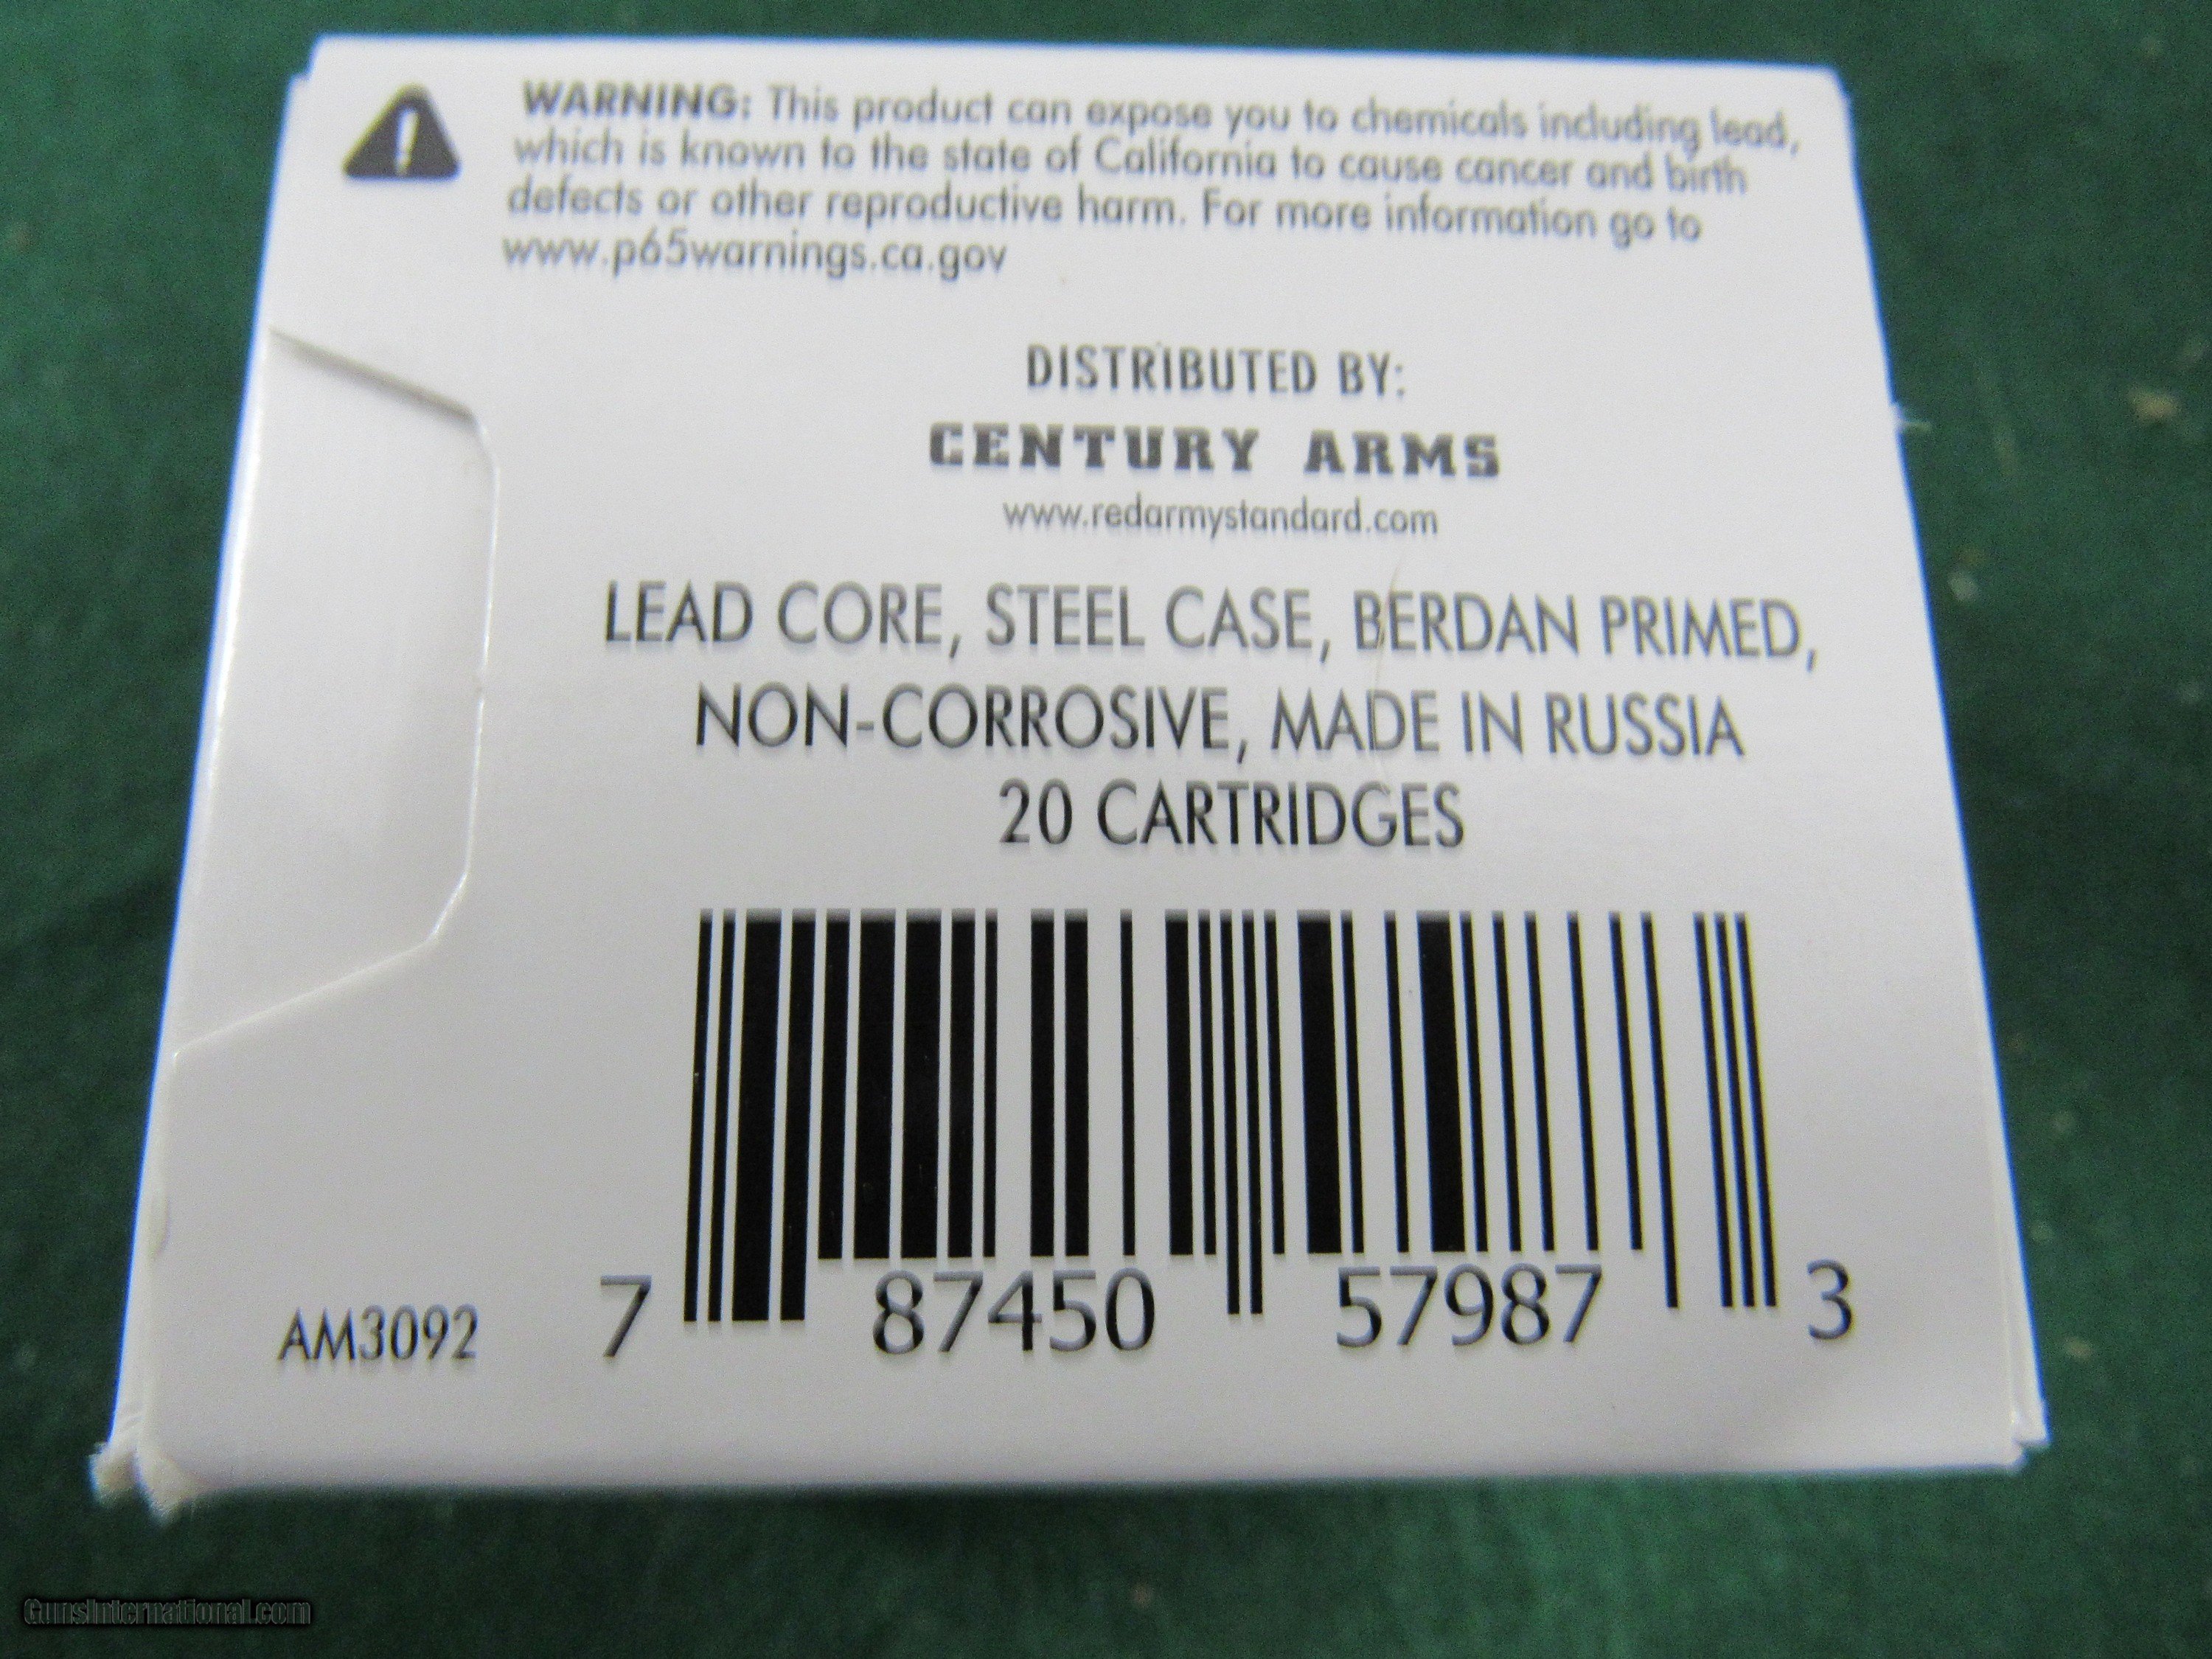 WARNING: This product can expose you to chemicals including lead,
which is known to the state of California to cause cancer and birth
defects or other reproductive harm. For more information go to
www.p65warnings.ca.gov
DISTRIBUTED BY:
CENTURY ARMS
www.redarmystandard.com
LEAD CORE, STEEL CASE, BERDAN PRIMED,
NON-CORROSIVE, MADE IN RUSSIA
20 CARTRIDGES
AM3092 7 87450 57987 3
GunsInternational.com